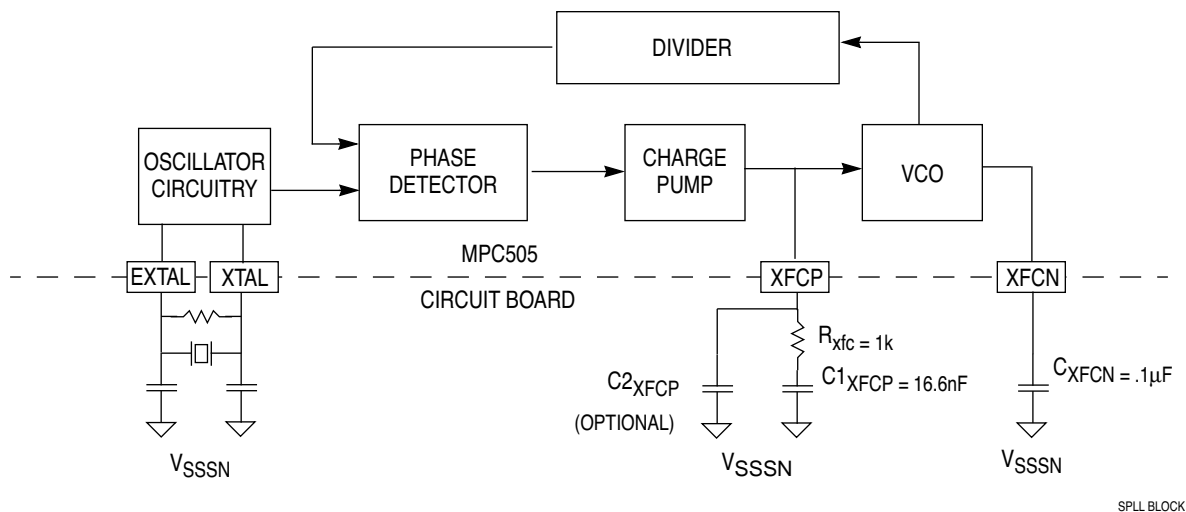 DIVIDER
OSCILLATOR
CIRCUITRY
PHASE
DETECTOR
CHARGE
PUMP
VCO
MPC505
EXTAL
XTAL
XFCP
XFCN
CIRCUIT BOARD
Rxfc = 1k
C2XFCP
(OPTIONAL)
C1XFCP = 16.6nF
CXFCN = .1µF
VSSSN
VSSSN
VSSSN
SPLL BLOCK